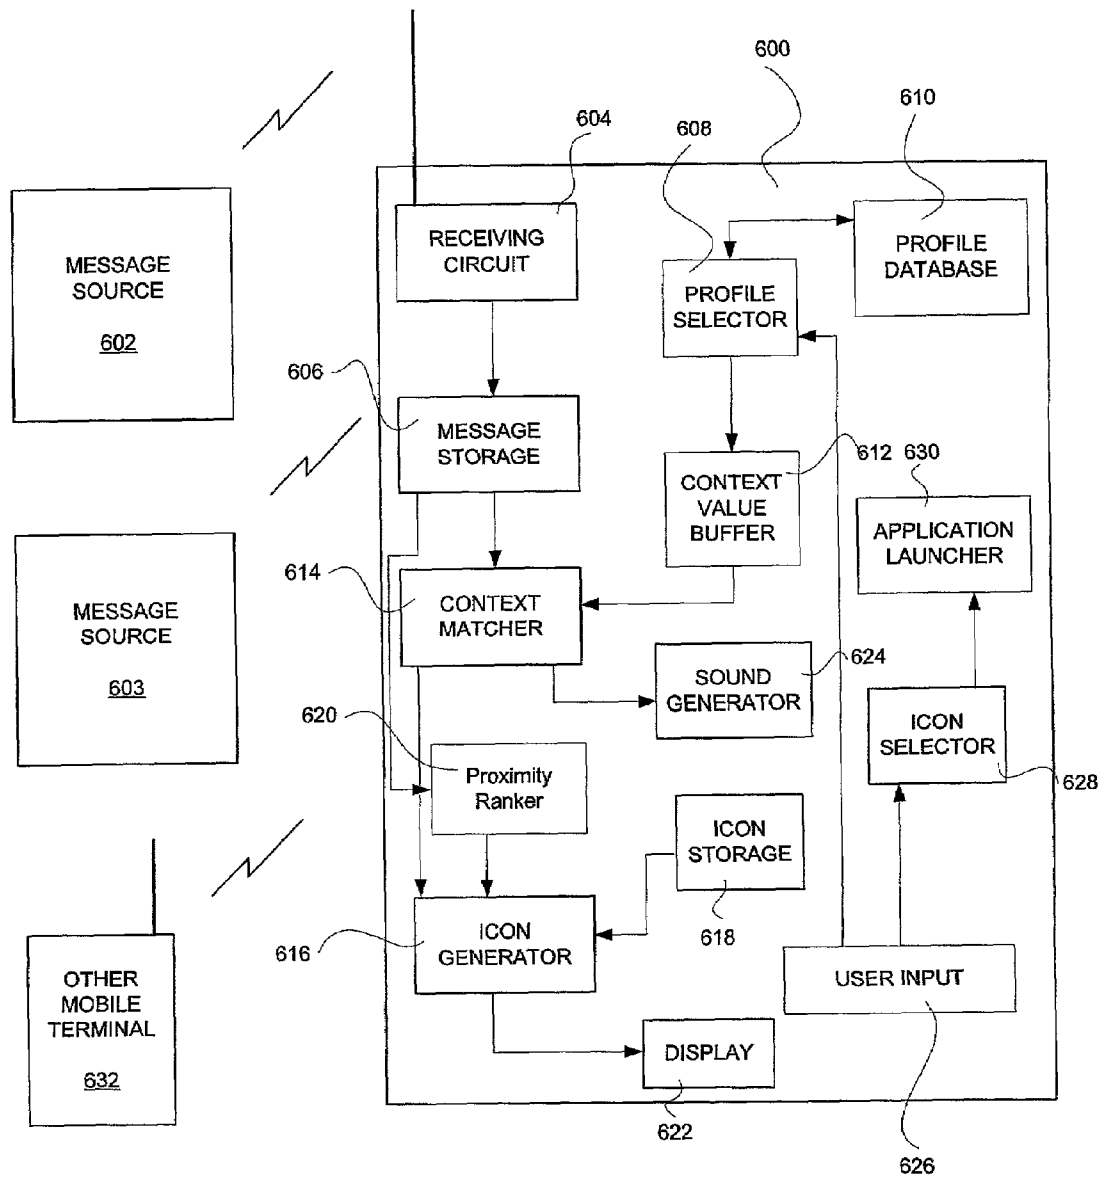 600
610
604
608
RECEIVING
CIRCUIT
PROFILE
DATABASE
MESSAGE
SOURCE
602
PROFILE
SELECTOR
606
MESSAGE
STORAGE
612
630
CONTEXT
VALUE
BUFFER
APPLICATION
LAUNCHER
614
CONTEXT
MATCHER
MESSAGE
SOURCE
603
624
SOUND
GENERATOR
620
ICON
SELECTOR
628
Proximity
Ranker
ICON
STORAGE
618
616
ICON
GENERATOR
USER INPUT
OTHER
MOBILE
TERMINAL
632
DISPLAY
622
626